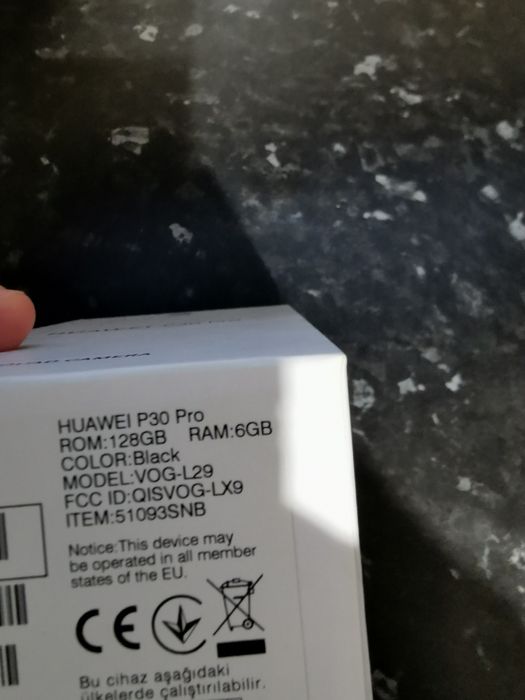 HUAWEI P30 Pro
ROM:128GB RAM:6GB
COLOR:Black
MODEL:VOG-L29
FCC ID:QISVOG-LX9
ITEM:51093SNB
Notice:This device may
be operated in all member
states of the EU.
CE
Bu cihaz aşağıdaki
ülkelerde çalıştırılabilir.